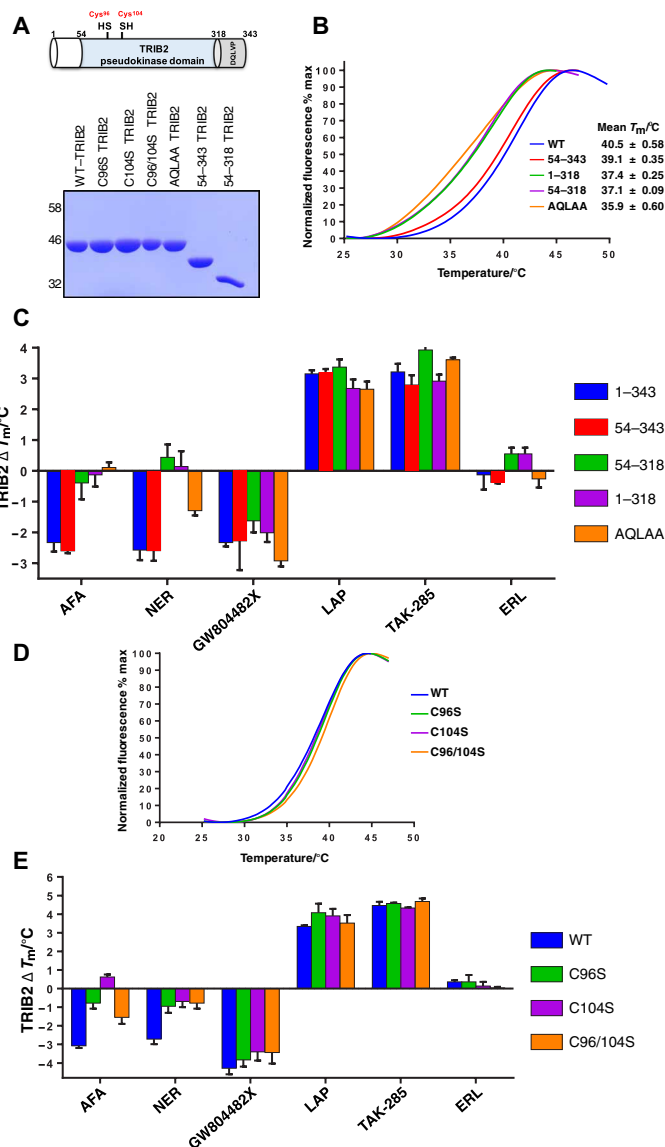 A
Cys96 Cys104
HS SH
1 54 318 343
TRIB2
pseudokinase domain
DQLVP
WT–TRIB2
C96S TRIB2
C104S TRIB2
C96/104S TRIB2
AQLAA TRIB2
54–343 TRIB2
54–318 TRIB2
58
46
32
B
Normalized fluorescence % max
100
90
80
70
60
50
40
30
20
10
0
25 30 35 40 45 50
Temperature/°C
Mean Tm/°C
WT 40.5 ± 0.58
54–343 39.1 ± 0.35
1–318 37.4 ± 0.25
54–318 37.1 ± 0.09
AQLAA 35.9 ± 0.60
C
TRIB2 Δ Tm/°C
4
3
2
1
0
−1
−2
−3
AFA
NER
GW804482X
LAP
TAK-285
ERL
1–343
54–343
54–318
1–318
AQLAA
D
Normalized fluorescence % max
100
90
80
70
60
50
40
30
20
10
0
20 25 30 35 40 45 50
Temperature/°C
WT
C96S
C104S
C96/104S
E
TRIB2 Δ Tm/°C
6
5
4
3
2
1
0
−1
−2
−3
−4
AFA
NER
GW804482X
LAP
TAK-285
ERL
WT
C96S
C104S
C96/104S